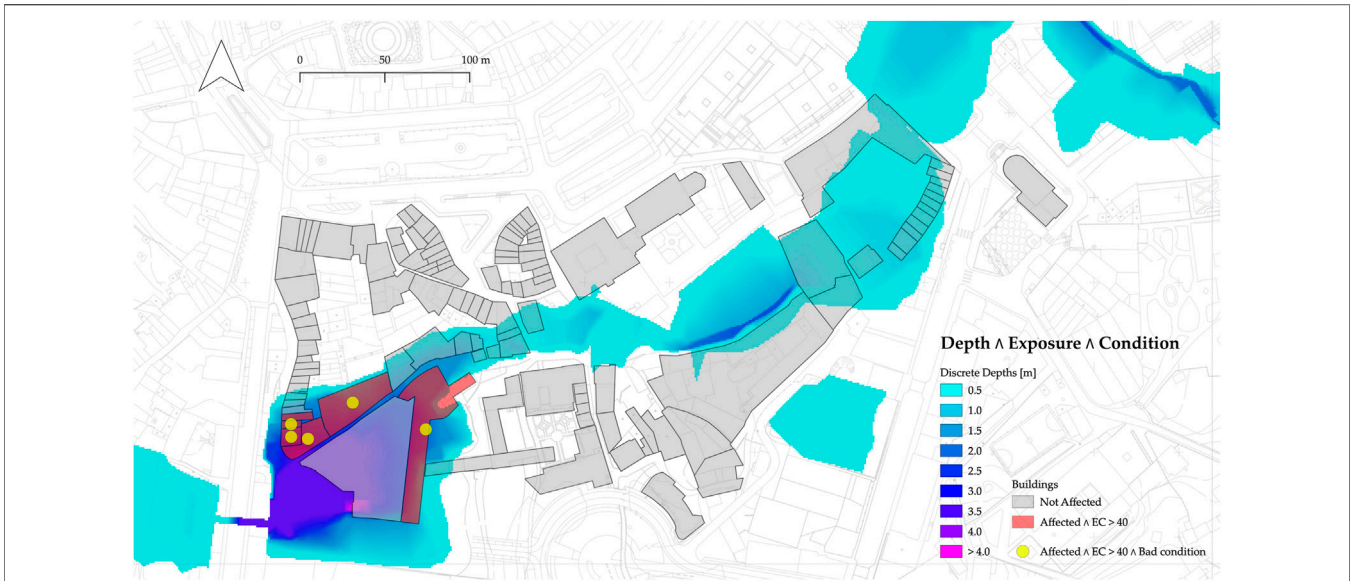 0 50 100 m
Depth ∧ Exposure ∧ Condition
Discrete Depths [m]
0.5
1.0
1.5
2.0
2.5
3.0
3.5
4.0
> 4.0
Buildings
Not Affected
Affected ∧ EC > 40
Affected ∧ EC > 40 ∧ Bad condition